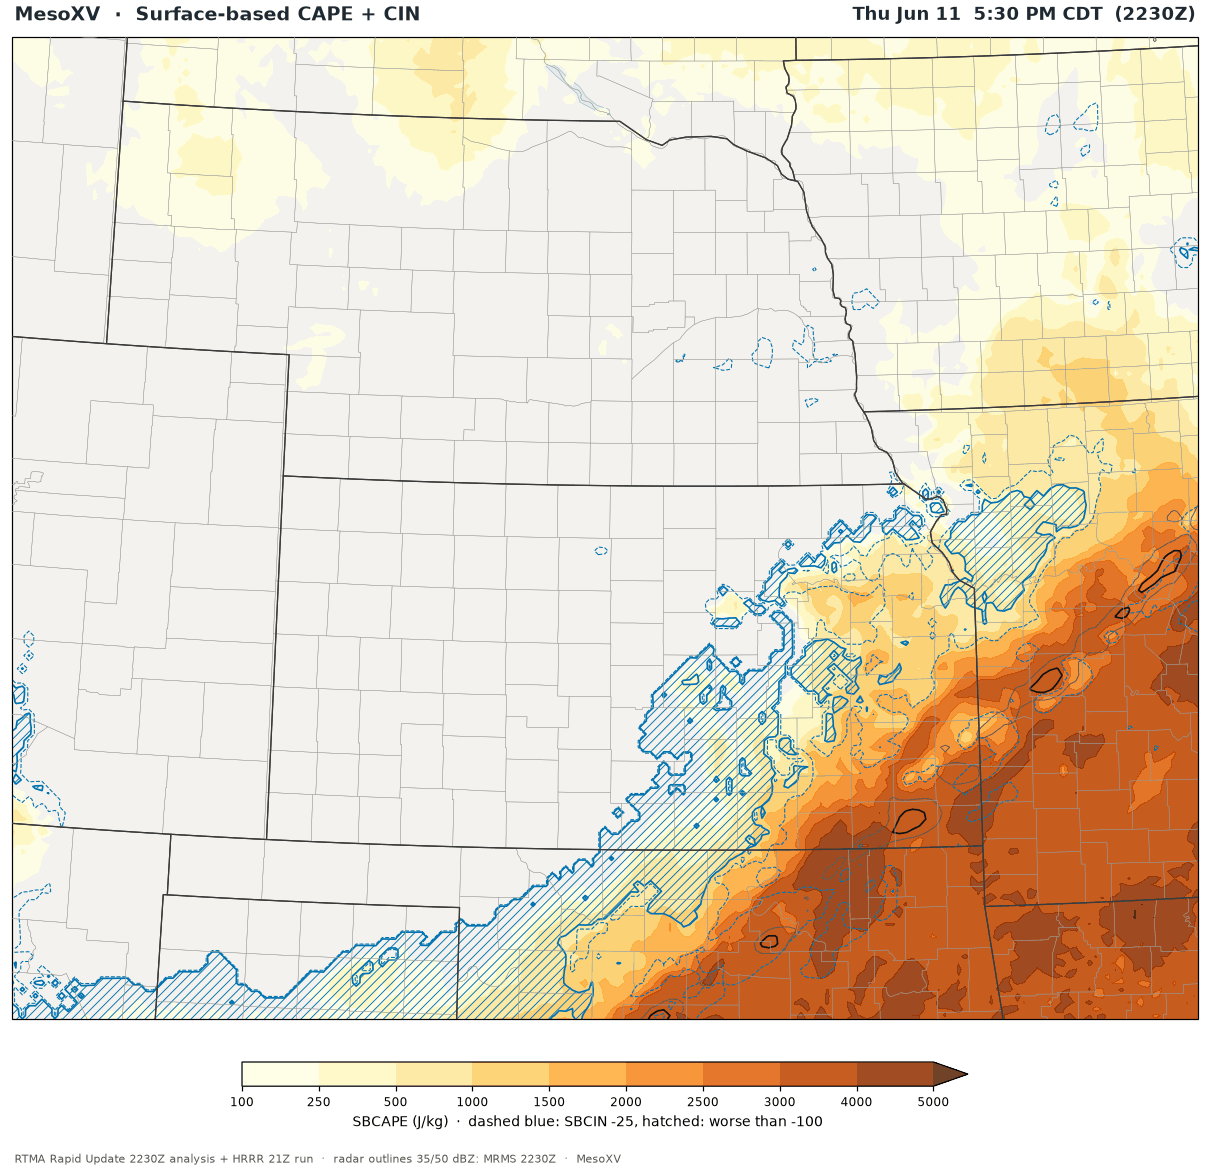 MesoXV  ·  Surface-based CAPE + CIN
Thu Jun 11  5:30 PM CDT  (2230Z)
100 250 500 1000 1500 2000 2500 3000 4000 5000
SBCAPE (J/kg)  ·  dashed blue: SBCIN -25, hatched: worse than -100
RTMA Rapid Update 2230Z analysis + HRRR 21Z run  ·  radar outlines 35/50 dBZ: MRMS 2230Z  ·  MesoXV